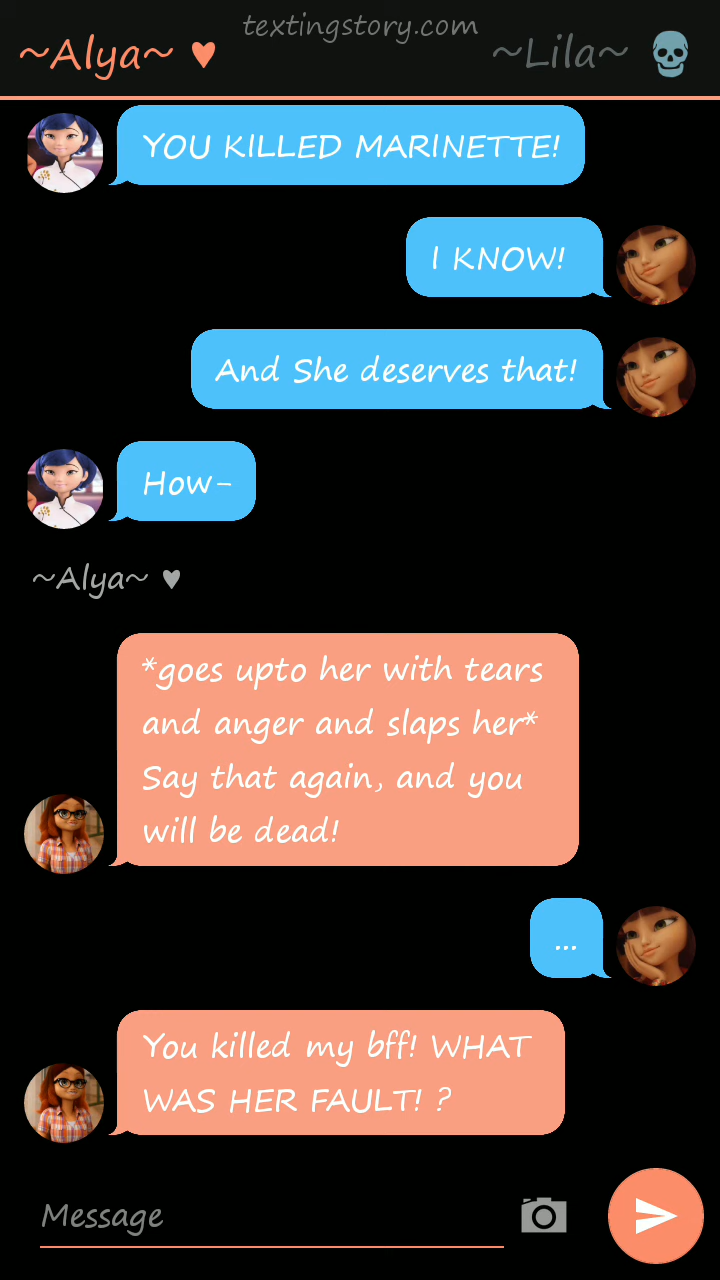 textingstory.com
~Alya~ ♥
~Lila~ 💀
YOU KILLED MARINETTE!
I KNOW!
And She deserves that!
How-
~Alya~ ♥
*goes upto her with tears
and anger and slaps her*
Say that again, and you
will be dead!
...
You killed my bff! WHAT
WAS HER FAULT! ?
Message